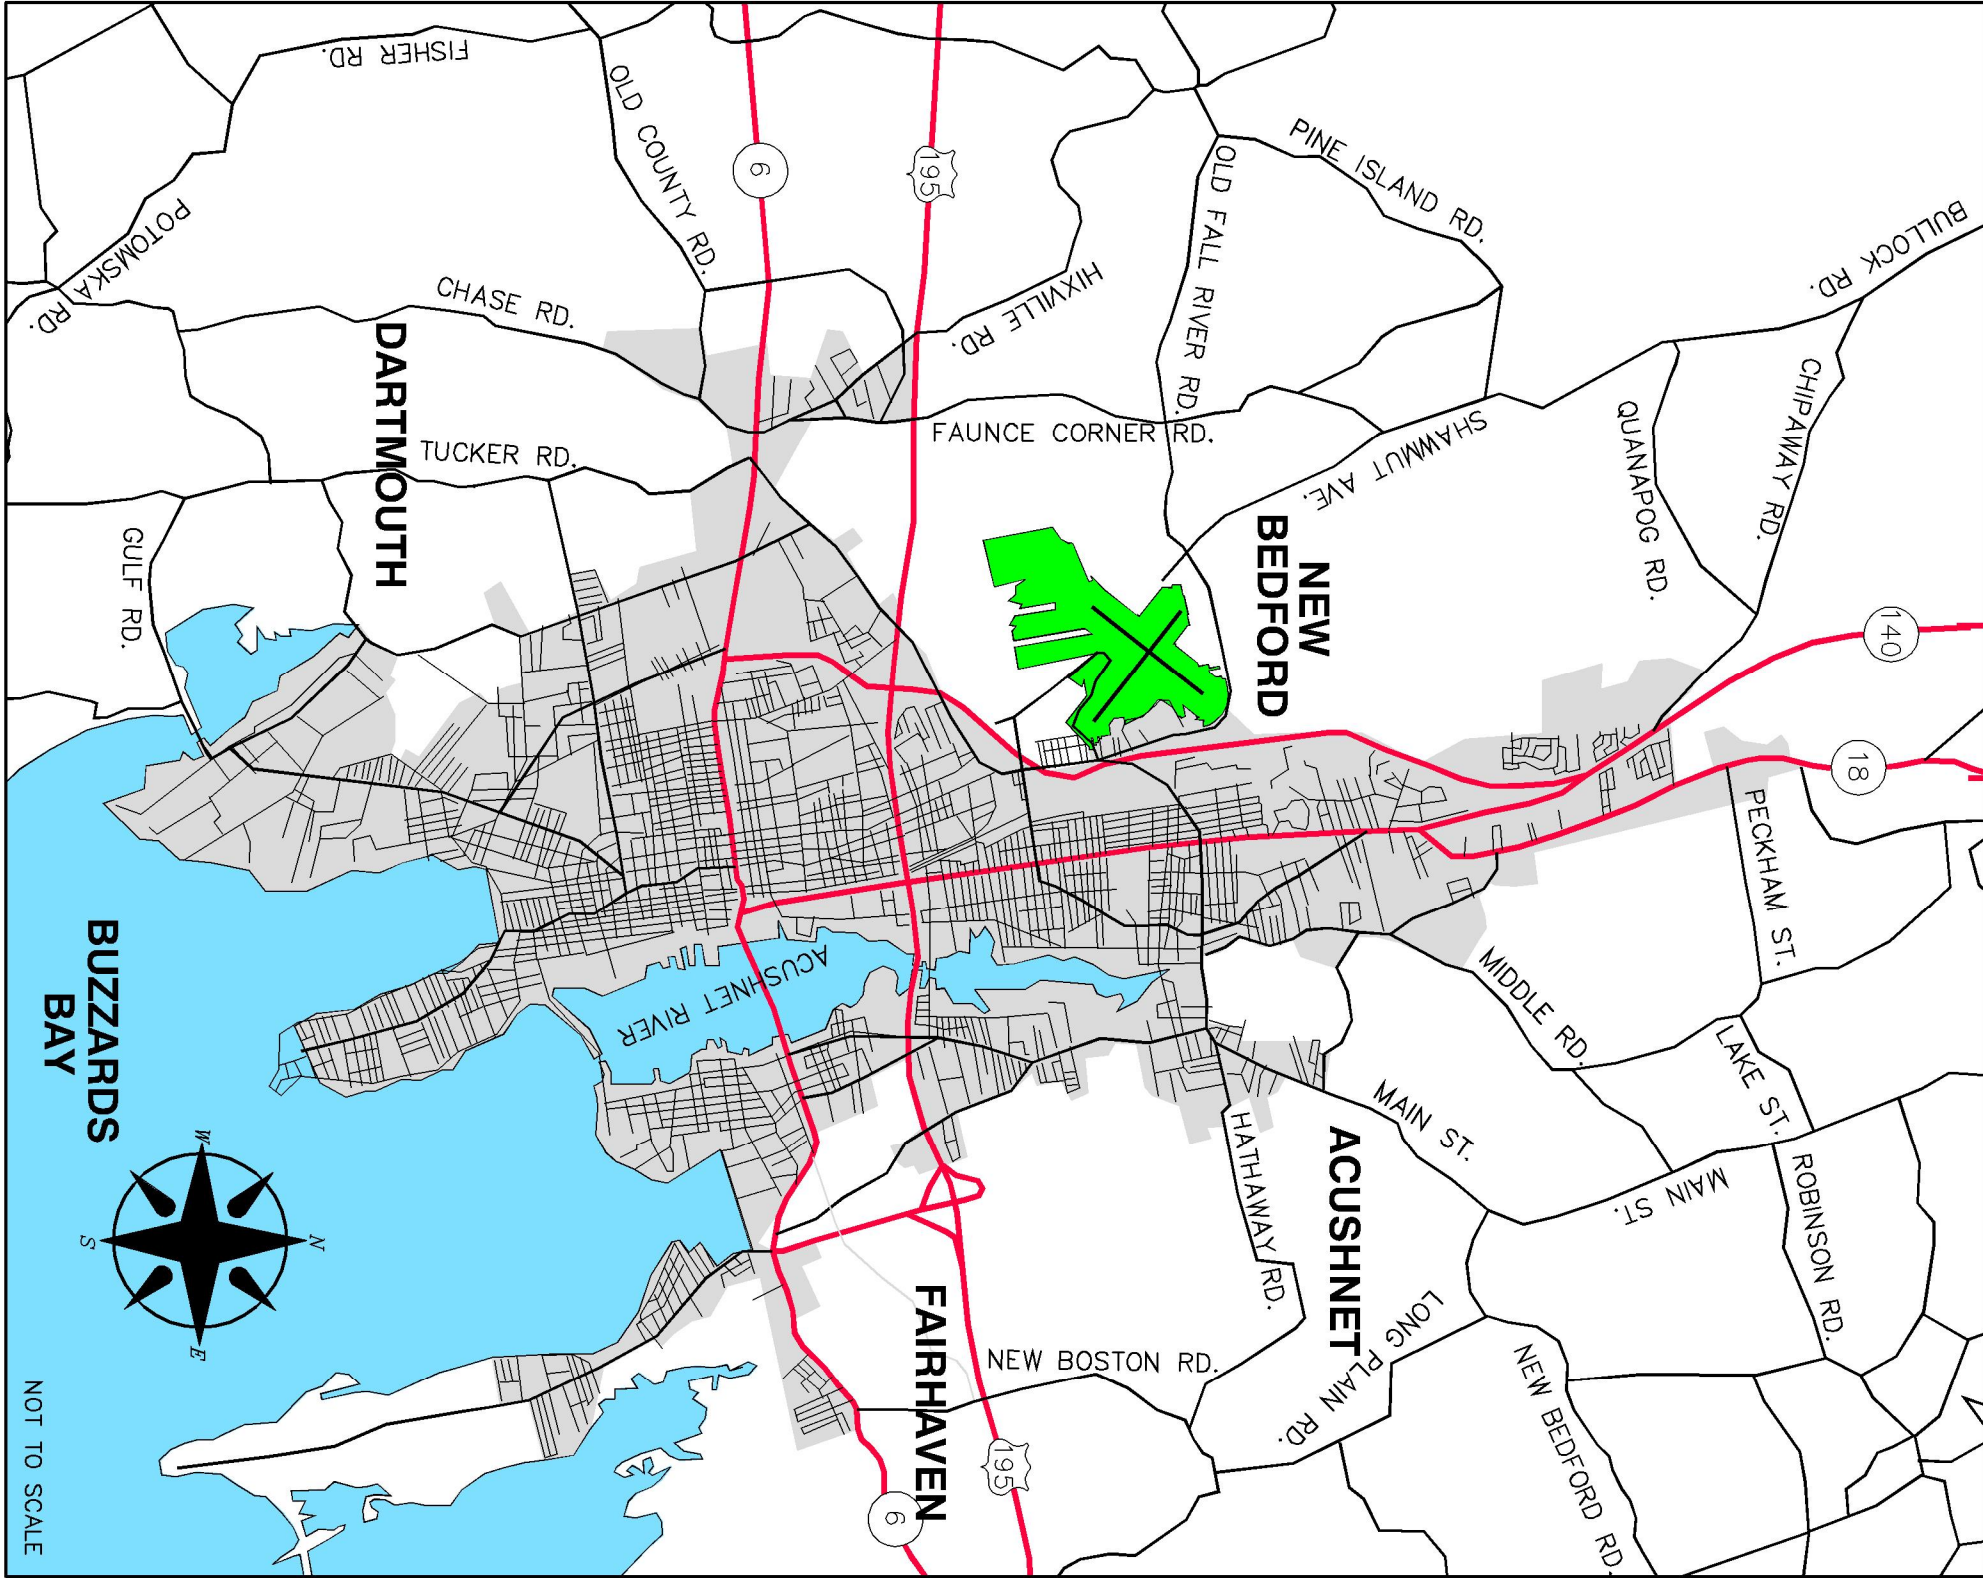 FISHER RD.
OLD COUNTY RD.
6
195
PINE ISLAND RD.
OLD FALL RIVER RD.
BULLOCK RD.
POTOMSKA RD.
CHASE RD.
HIXVILLE RD.
DARTMOUTH
TUCKER RD.
FAUNCE CORNER RD.
SHAWMUT AVE.
QUANAPOG RD.
CHIPAWAY RD.
GULF RD.
NEW
BEDFORD
140
18
PECKHAM ST.
ACUSHNET RIVER
BUZZARDS
BAY
MIDDLE RD.
LAKE ST.
MAIN ST.
HATHAWAY RD.
ACUSHNET
MAIN ST.
ROBINSON RD.
W
N
S
E
FAIRHAVEN
NEW BOSTON RD.
LONG PLAIN RD.
NEW BEDFORD RD.
195
6
NOT TO SCALE